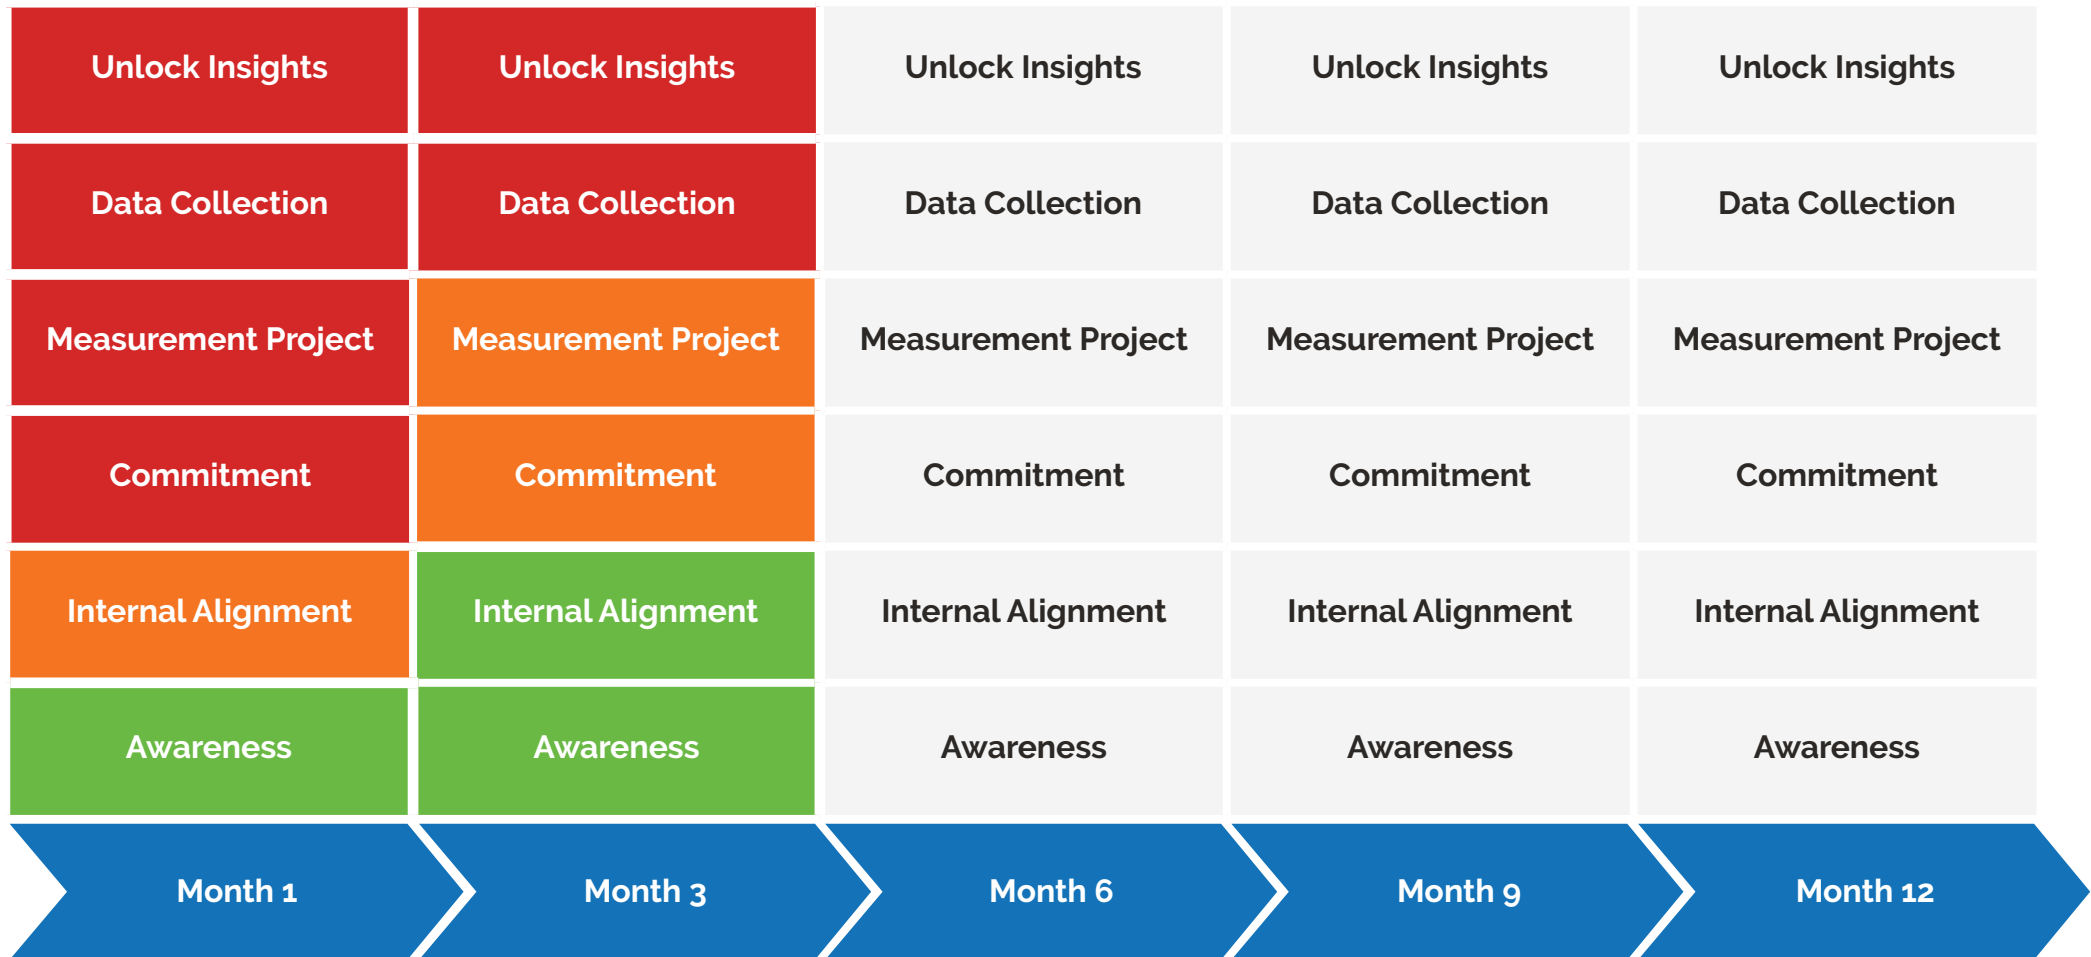 Unlock Insights
Unlock Insights
Unlock Insights
Unlock Insights
Unlock Insights
Data Collection
Data Collection
Data Collection
Data Collection
Data Collection
Measurement Project
Measurement Project
Measurement Project
Measurement Project
Measurement Project
Commitment
Commitment
Commitment
Commitment
Commitment
Internal Alignment
Internal Alignment
Internal Alignment
Internal Alignment
Internal Alignment
Awareness
Awareness
Awareness
Awareness
Awareness
Month 1
Month 3
Month 6
Month 9
Month 12